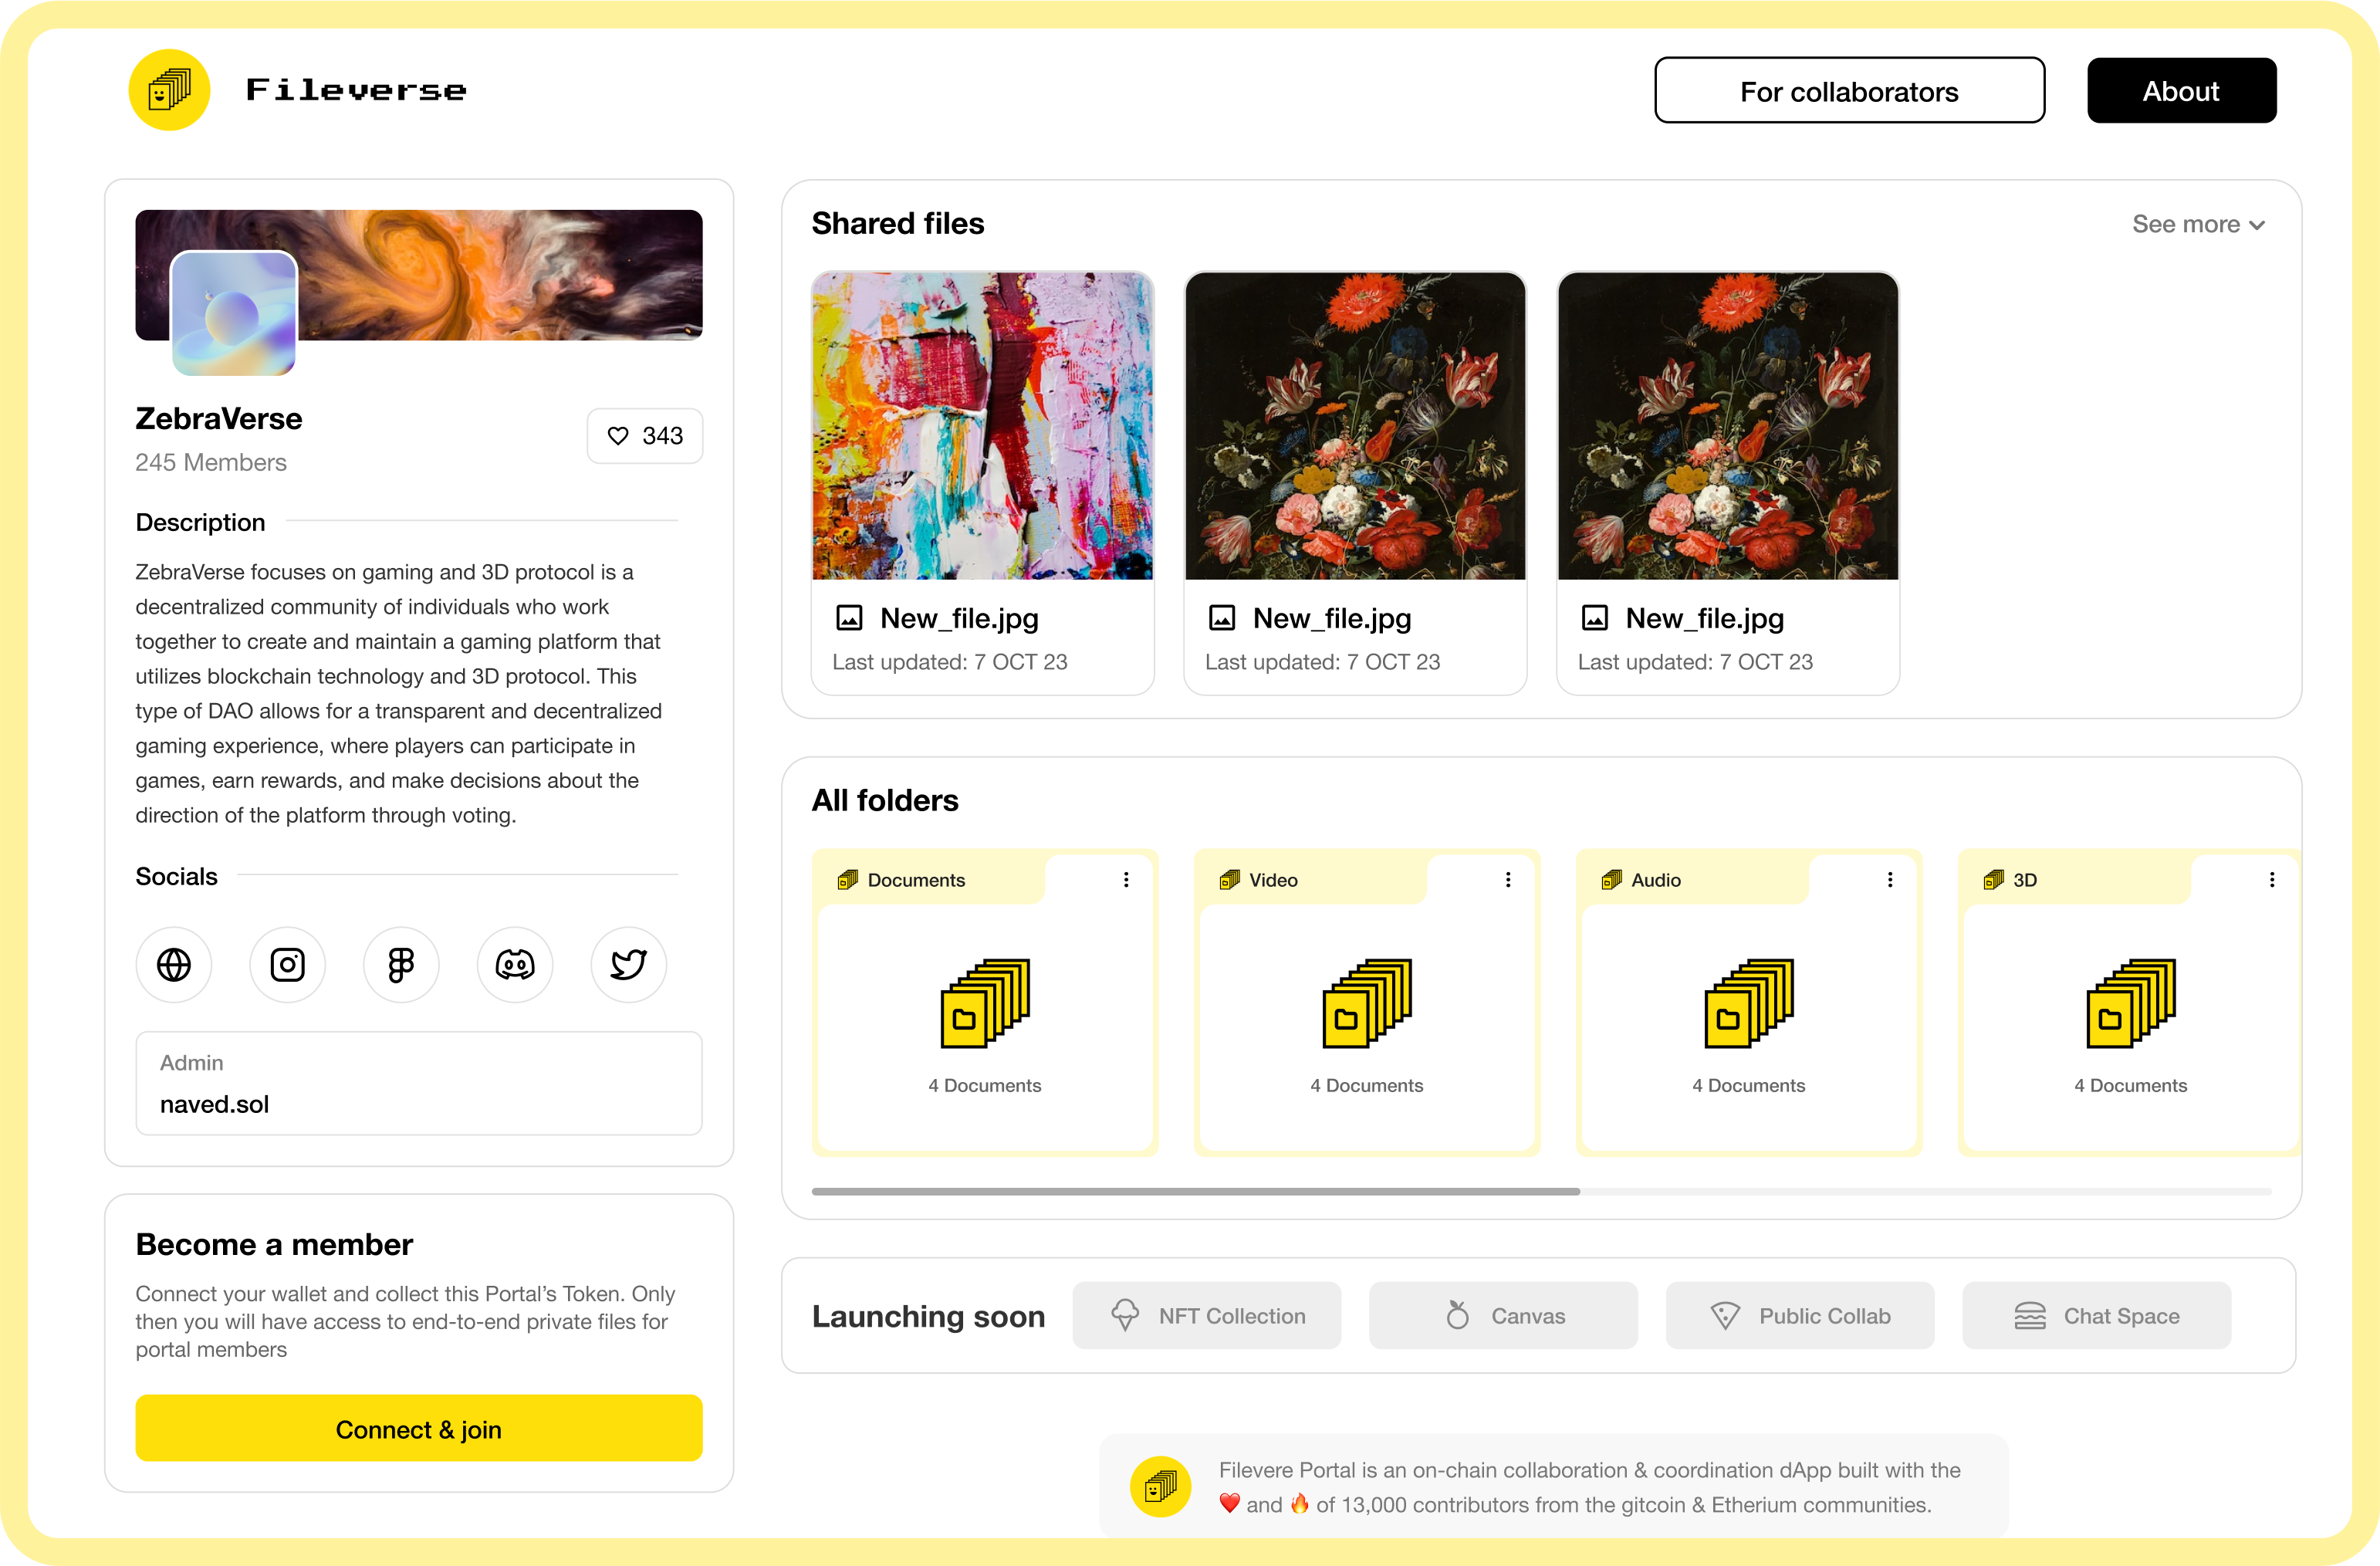 Fileverse
For collaborators
About
ZebraVerse
245 Members
343
Description
ZebraVerse focuses on gaming and 3D protocol is a
decentralized community of individuals who work
together to create and maintain a gaming platform that
utilizes blockchain technology and 3D protocol. This
type of DAO allows for a transparent and decentralized
gaming experience, where players can participate in
games, earn rewards, and make decisions about the
direction of the platform through voting.
Socials
Admin
naved.sol
Become a member
Connect your wallet and collect this Portal’s Token. Only
then you will have access to end-to-end private files for
portal members
Connect & join
Shared files
See more
New_file.jpg
Last updated: 7 OCT 23
New_file.jpg
Last updated: 7 OCT 23
New_file.jpg
Last updated: 7 OCT 23
All folders
Documents
4 Documents
Video
4 Documents
Audio
4 Documents
3D
4 Documents
Launching soon
NFT Collection
Canvas
Public Collab
Chat Space
Filevere Portal is an on-chain collaboration & coordination dApp built with the
❤️ and 🔥 of 13,000 contributors from the gitcoin & Etherium communities.